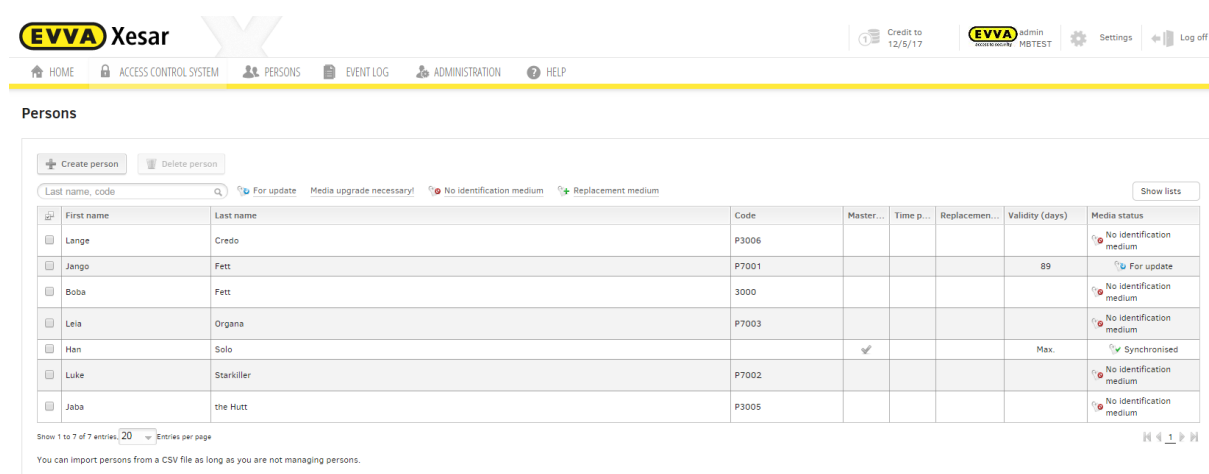 EVVA Xesar
1 Credit to 12/5/17 EVVA access to security admin MBTEST Settings Log off
HOME ACCESS CONTROL SYSTEM PERSONS EVENT LOG ADMINISTRATION ? HELP
Persons
Create person Delete person
Last name, code For update Media upgrade necessary! No identification medium Replacement medium Show lists
First name Last name Code Master... Time p... Replacemen... Validity (days) Media status
Lange Credo P3006 No identification medium
Jango Fett P7001 89 For update
Boba Fett 3000 No identification medium
Leia Organa P7003 No identification medium
Han Solo Max. Synchronised
Luke Starkiller P7002 No identification medium
Jaba the Hutt P3005 No identification medium
Show 1 to 7 of 7 entries. 20 Entries per page 1
You can import persons from a CSV file as long as you are not managing persons.